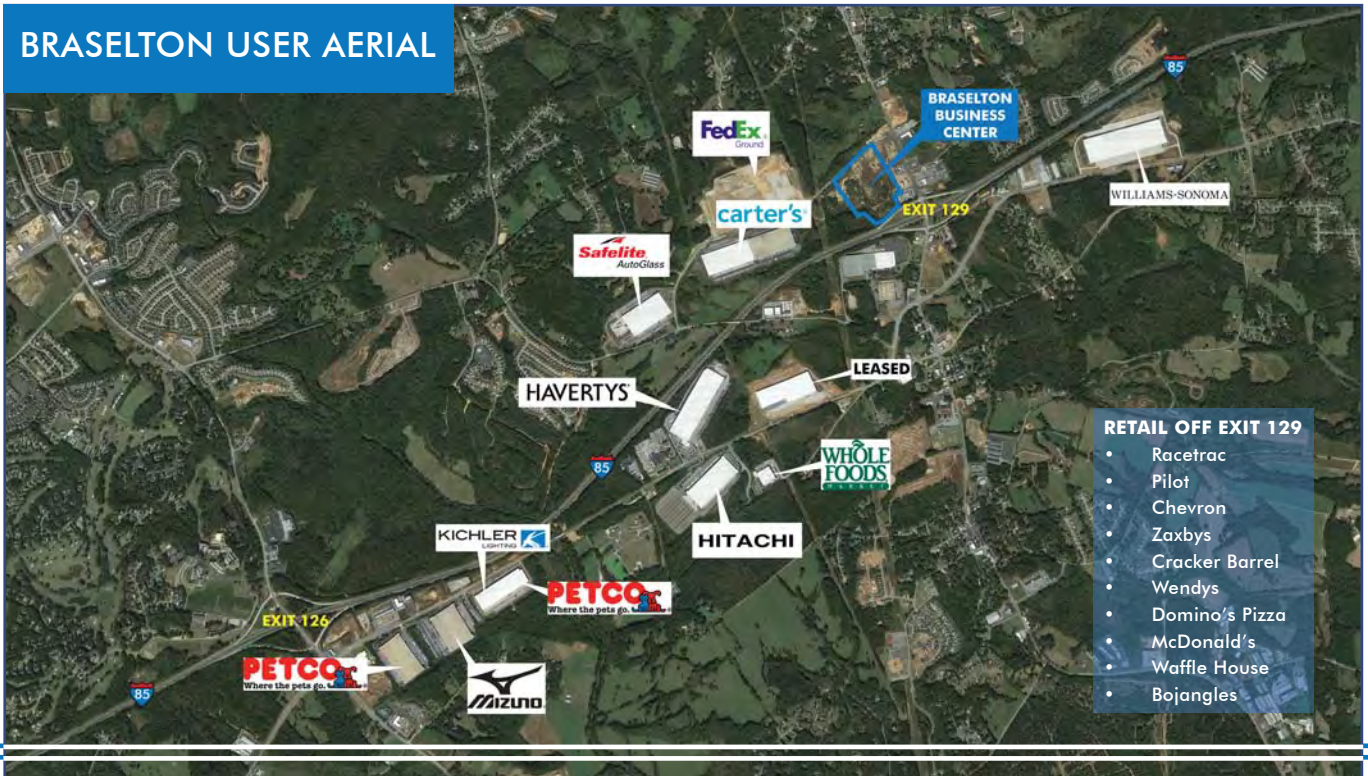 BRASELTON USER AERIAL
85
BRASELTON
BUSINESS
CENTER
FedEx
Ground
WILLIAMS-SONOMA
carter's
EXIT 129
Safelite
AutoGlass
LEASED
HAVERTYS
RETAIL OFF EXIT 129
• Racetrac
• Pilot
• Chevron
• Zaxbys
• Cracker Barrel
• Wendys
• Domino's Pizza
• McDonald's
• Waffle House
• Bojangles
WHOLE
FOODS
MARKET
85
KICHLER
LIGHTING
HITACHI
PETCO
Where the pets go.
EXIT 126
PETCO
Where the pets go.
MIZUNO
85